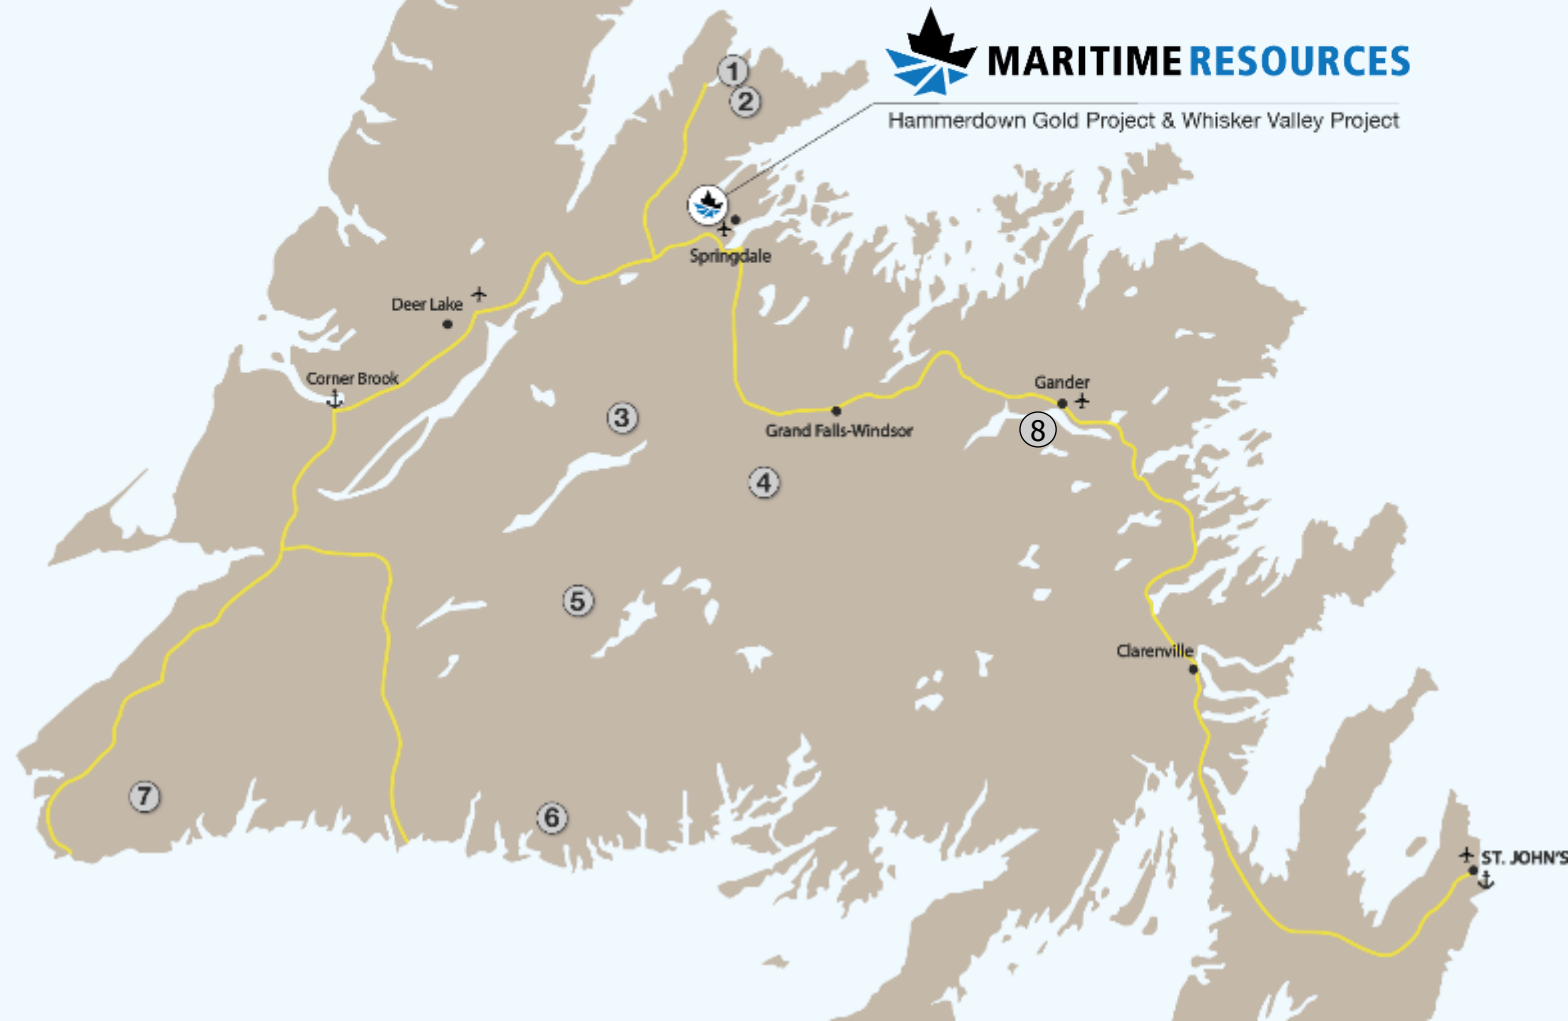 MARITIME RESOURCES
Hammerdown Gold Project & Whisker Valley Project
1
2
Springdale
Deer Lake
Corner Brook
Gander
3
Grand Falls-Windsor
8
4
5
Clarenville
7
6
ST. JOHN'S